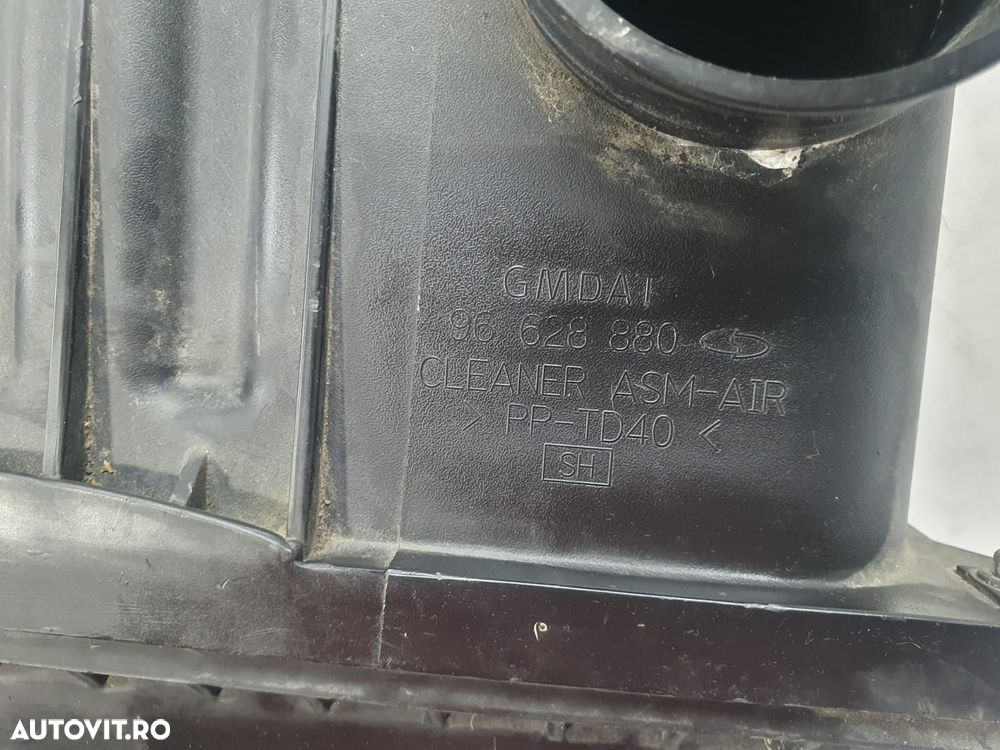 GMDAT
96 628 880
CLEANER ASM-AIR
> PP-TD40 <
SH
AUTOVIT.RO